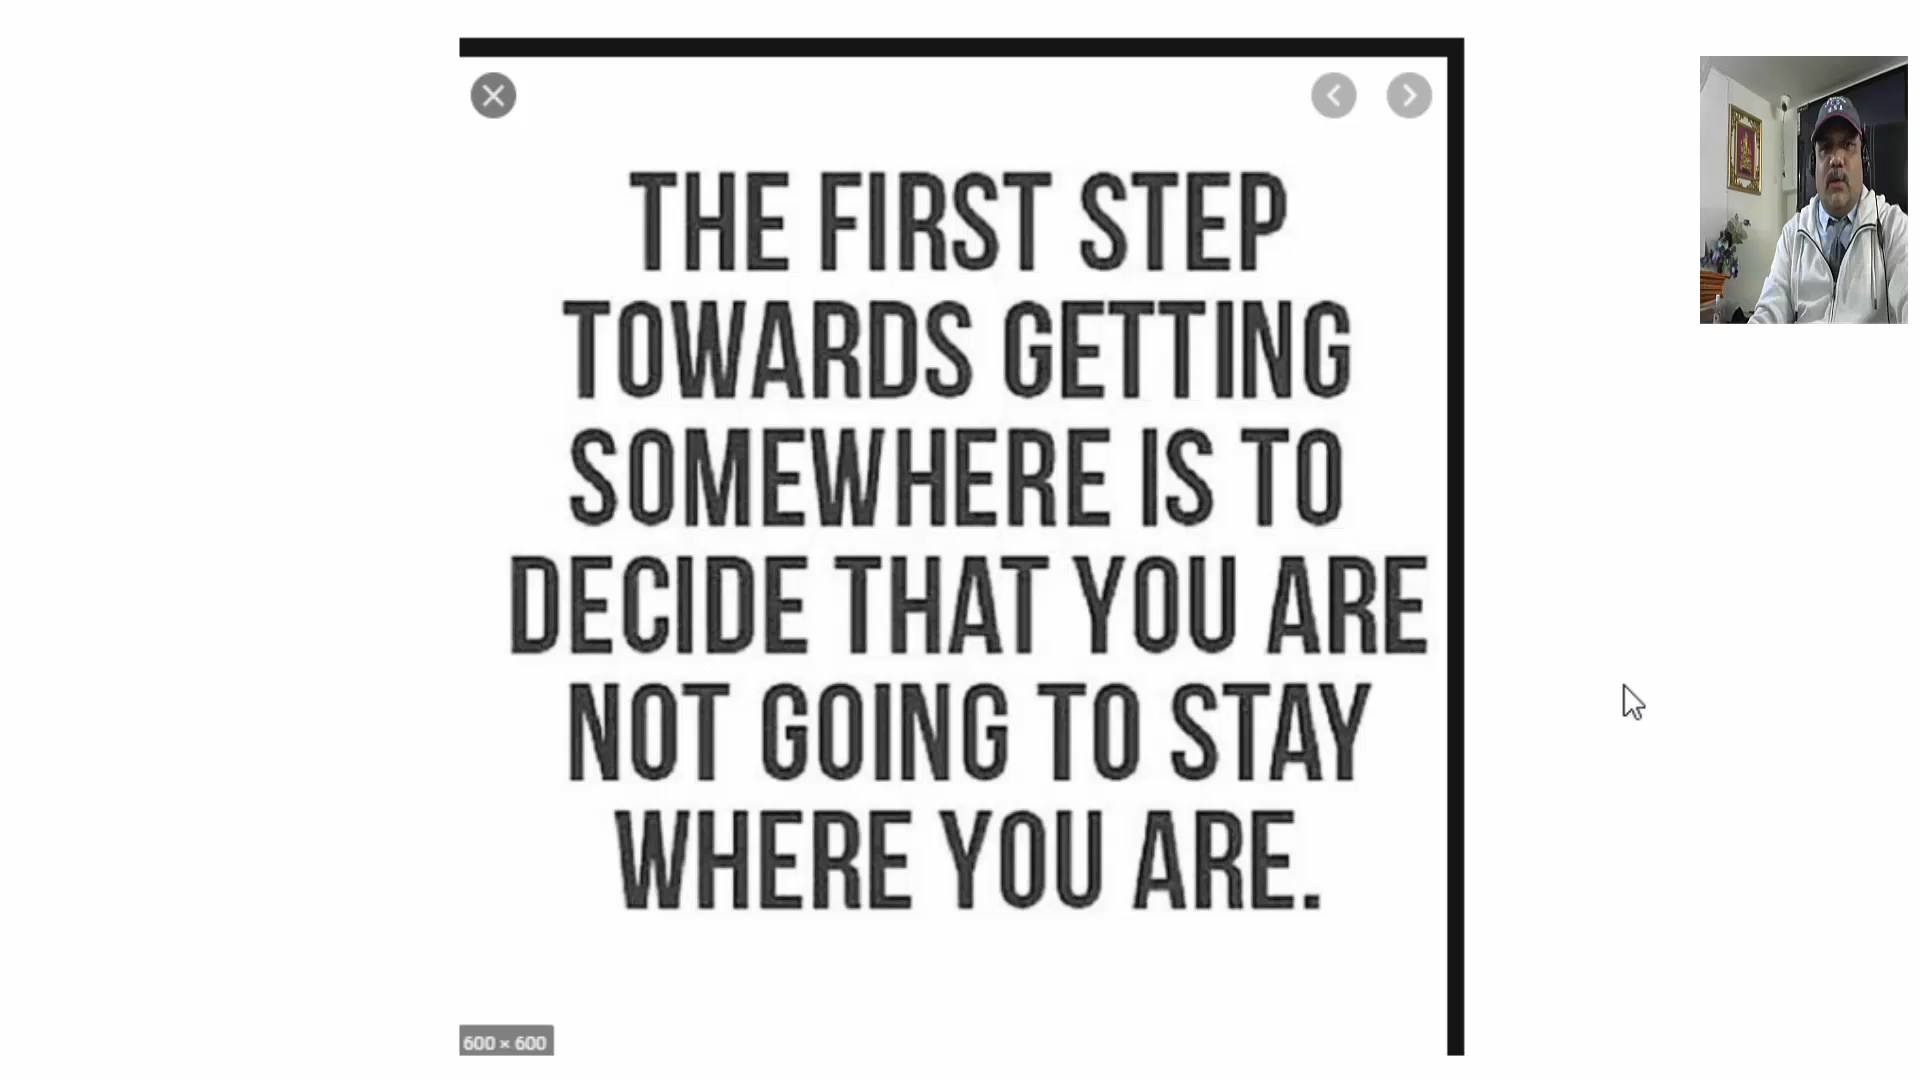 THE FIRST STEP
TOWARDS GETTING
SOMEWHERE IS TO
DECIDE THAT YOU ARE
NOT GOING TO STAY
WHERE YOU ARE.
600 × 600